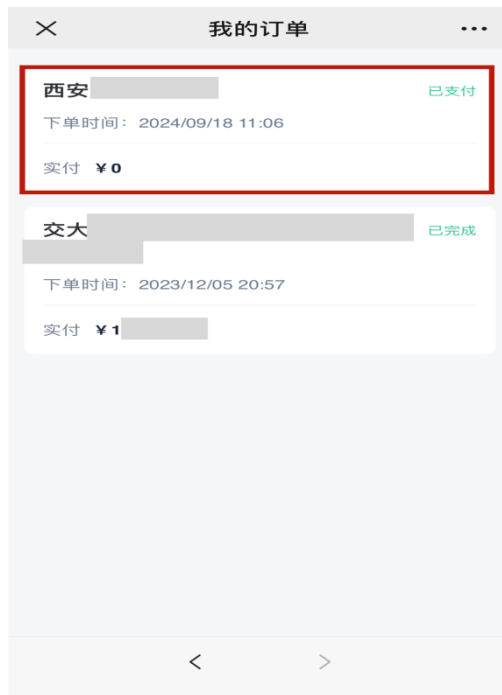 我的订单
西安
已支付
下单时间: 2024/09/18 11:06
实付 ¥0
交大
已完成
下单时间: 2023/12/05 20:57
实付 ¥1